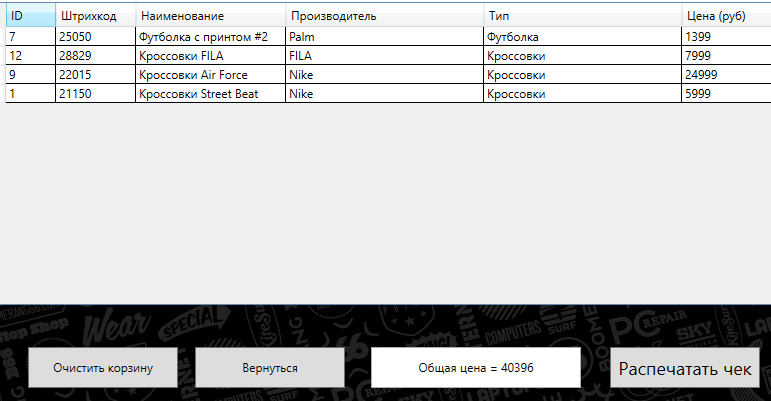 ID Штрихкод Наименование Производитель Тип Цена (руб)
7 25050 Футболка с принтом #2 Palm Футболка 1399
12 28829 Кроссовки FILA FILA Кроссовки 7999
9 22015 Кроссовки Air Force Nike Кроссовки 24999
1 21150 Кроссовки Street Beat Nike Кроссовки 5999
Stop Shop Wear SPECIAL COMPUTERS SURF PC REPAIR SKY
Очистить корзину Вернуться Общая цена = 40396 Распечатать чек